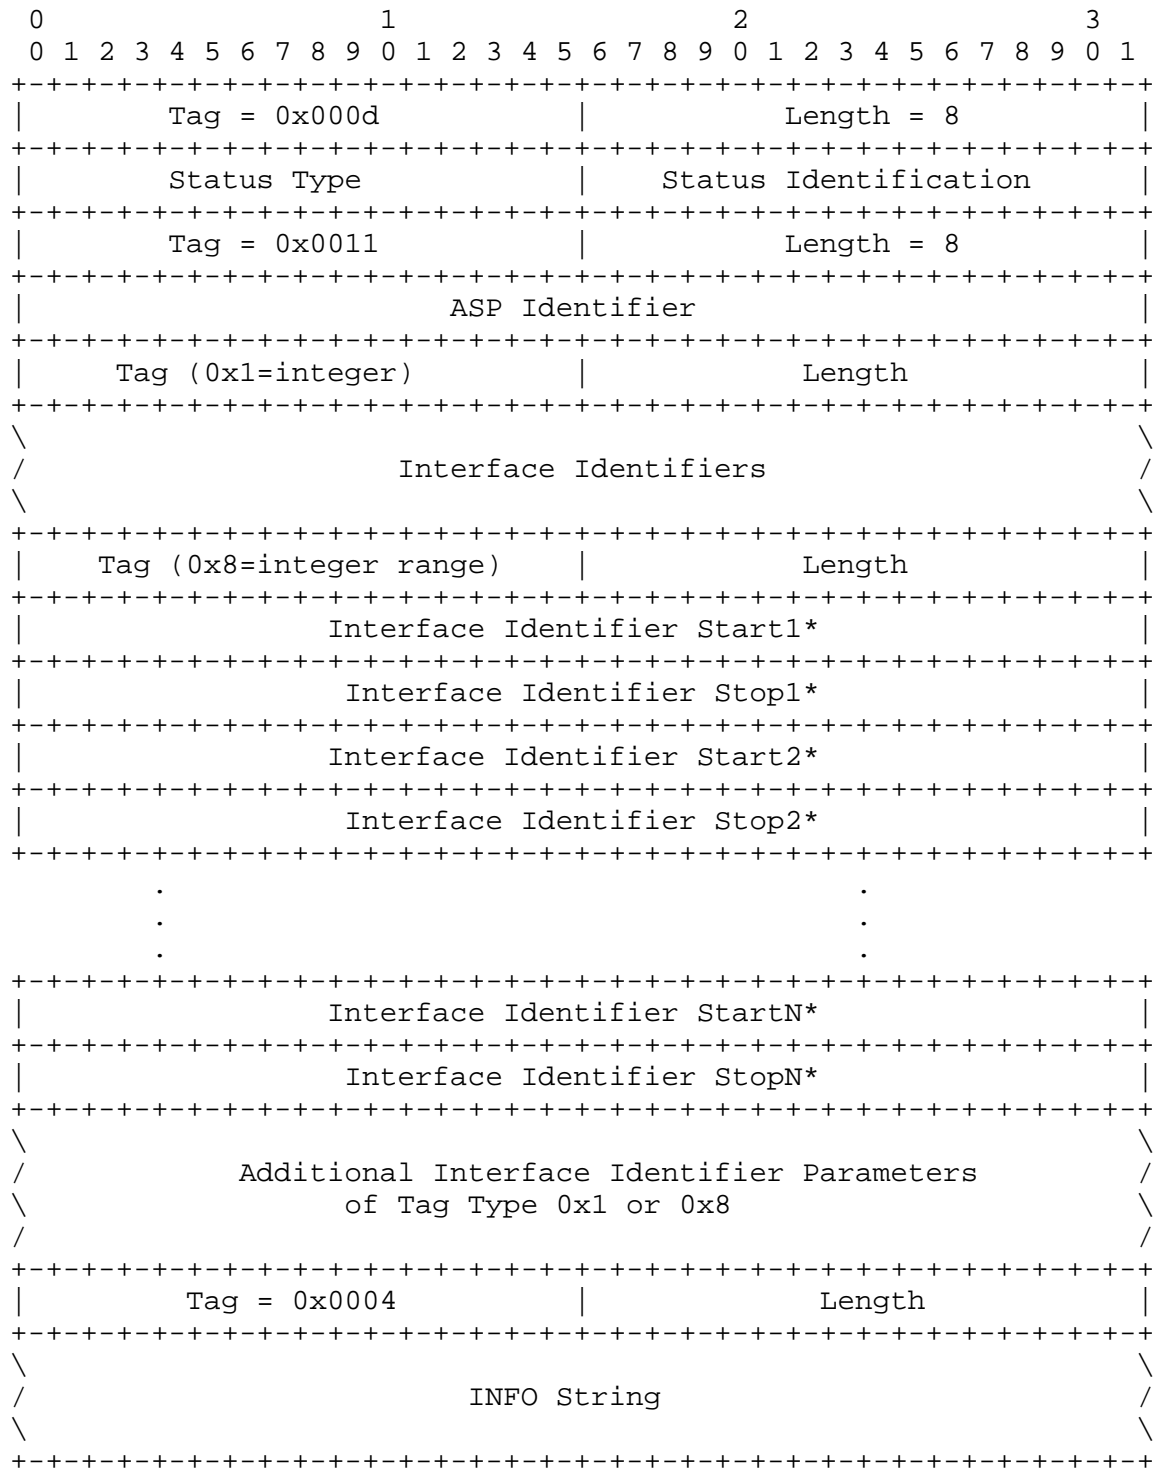 0                   1                   2                   3
 0 1 2 3 4 5 6 7 8 9 0 1 2 3 4 5 6 7 8 9 0 1 2 3 4 5 6 7 8 9 0 1
+-+-+-+-+-+-+-+-+-+-+-+-+-+-+-+-+-+-+-+-+-+-+-+-+-+-+-+-+-+-+-+-+
|        Tag = 0x000d           |           Length = 8          |
+-+-+-+-+-+-+-+-+-+-+-+-+-+-+-+-+-+-+-+-+-+-+-+-+-+-+-+-+-+-+-+-+
|        Status Type            |    Status Identification      |
+-+-+-+-+-+-+-+-+-+-+-+-+-+-+-+-+-+-+-+-+-+-+-+-+-+-+-+-+-+-+-+-+
|        Tag = 0x0011           |           Length = 8          |
+-+-+-+-+-+-+-+-+-+-+-+-+-+-+-+-+-+-+-+-+-+-+-+-+-+-+-+-+-+-+-+-+
|                        ASP Identifier                         |
+-+-+-+-+-+-+-+-+-+-+-+-+-+-+-+-+-+-+-+-+-+-+-+-+-+-+-+-+-+-+-+-+
|     Tag (0x1=integer)         |            Length             |
+-+-+-+-+-+-+-+-+-+-+-+-+-+-+-+-+-+-+-+-+-+-+-+-+-+-+-+-+-+-+-+-+
\                                                               \
/                     Interface Identifiers                     /
\                                                               \
+-+-+-+-+-+-+-+-+-+-+-+-+-+-+-+-+-+-+-+-+-+-+-+-+-+-+-+-+-+-+-+-+
|    Tag (0x8=integer range)    |            Length             |
+-+-+-+-+-+-+-+-+-+-+-+-+-+-+-+-+-+-+-+-+-+-+-+-+-+-+-+-+-+-+-+-+
|                 Interface Identifier Start1*                  |
+-+-+-+-+-+-+-+-+-+-+-+-+-+-+-+-+-+-+-+-+-+-+-+-+-+-+-+-+-+-+-+-+
|                  Interface Identifier Stop1*                  |
+-+-+-+-+-+-+-+-+-+-+-+-+-+-+-+-+-+-+-+-+-+-+-+-+-+-+-+-+-+-+-+-+
|                 Interface Identifier Start2*                  |
+-+-+-+-+-+-+-+-+-+-+-+-+-+-+-+-+-+-+-+-+-+-+-+-+-+-+-+-+-+-+-+-+
|                  Interface Identifier Stop2*                  |
+-+-+-+-+-+-+-+-+-+-+-+-+-+-+-+-+-+-+-+-+-+-+-+-+-+-+-+-+-+-+-+-+
        .                                       .
        .                                       .
        .                                       .
+-+-+-+-+-+-+-+-+-+-+-+-+-+-+-+-+-+-+-+-+-+-+-+-+-+-+-+-+-+-+-+-+
|                 Interface Identifier StartN*                  |
+-+-+-+-+-+-+-+-+-+-+-+-+-+-+-+-+-+-+-+-+-+-+-+-+-+-+-+-+-+-+-+-+
|                  Interface Identifier StopN*                  |
+-+-+-+-+-+-+-+-+-+-+-+-+-+-+-+-+-+-+-+-+-+-+-+-+-+-+-+-+-+-+-+-+
\                                                               \
/            Additional Interface Identifier Parameters         /
\                  of Tag Type 0x1 or 0x8                       \
/                                                               /
+-+-+-+-+-+-+-+-+-+-+-+-+-+-+-+-+-+-+-+-+-+-+-+-+-+-+-+-+-+-+-+-+
|         Tag = 0x0004          |             Length            |
+-+-+-+-+-+-+-+-+-+-+-+-+-+-+-+-+-+-+-+-+-+-+-+-+-+-+-+-+-+-+-+-+
\                                                               \
/                         INFO String                           /
\                                                               \
+-+-+-+-+-+-+-+-+-+-+-+-+-+-+-+-+-+-+-+-+-+-+-+-+-+-+-+-+-+-+-+-+